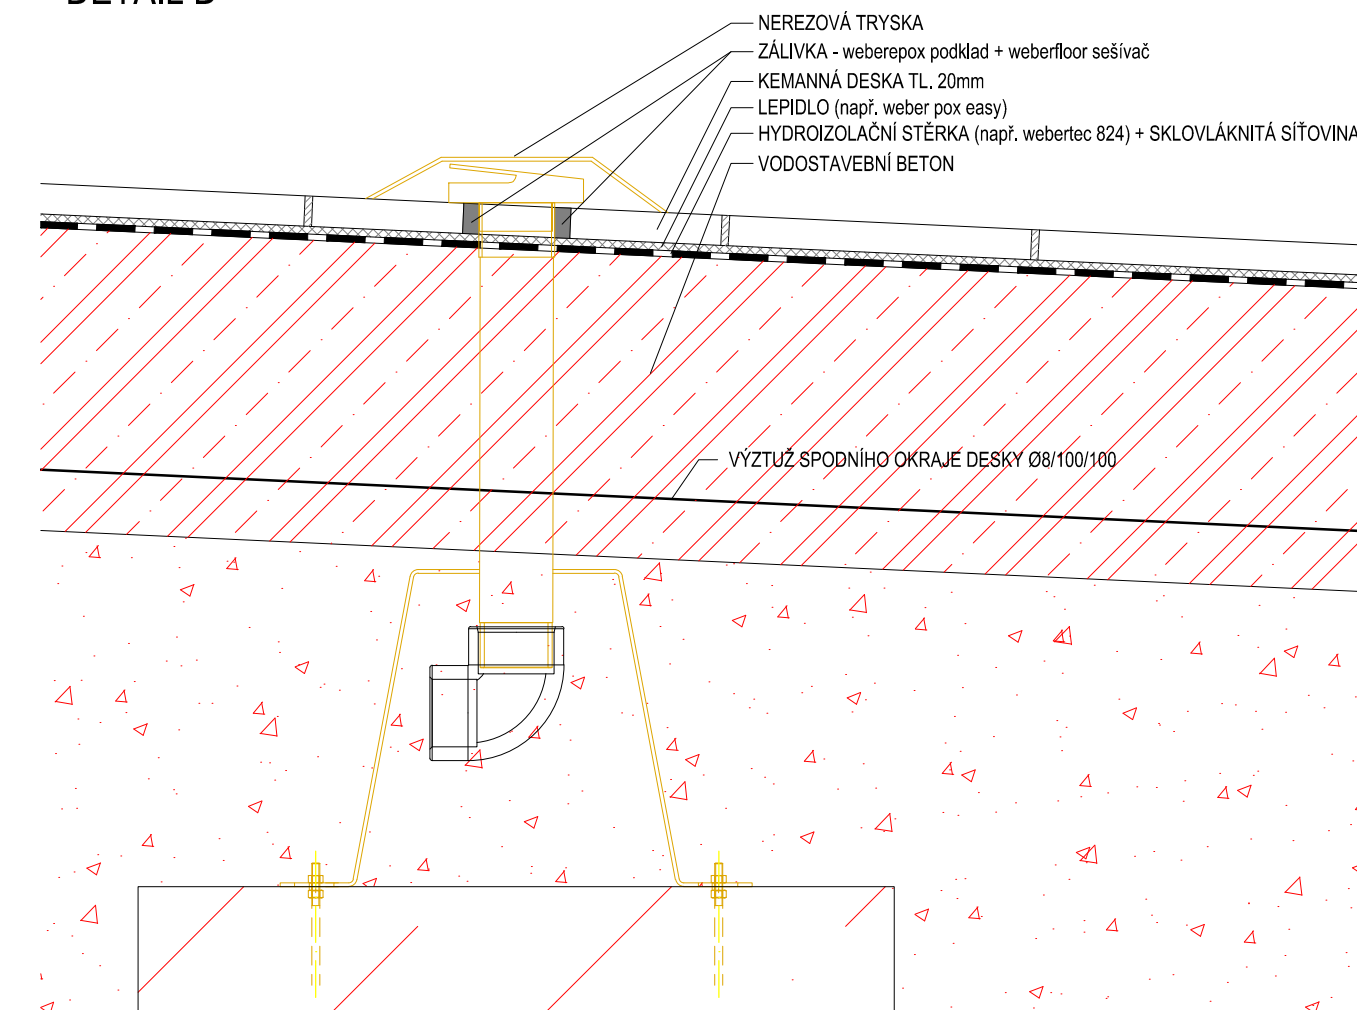 DETAIL D
NEREZOVÁ TRYSKA
ZÁLIVKA - weberepox podklad + weberfloor sešívač
KEMANNÁ DESKA TL. 20mm
LEPIDLO (např. weber pox easy)
HYDROIZOLAČNÍ STĚRKA (např. webertec 824) + SKLOVLÁKNITÁ SÍŤOVINA
VODOSTAVEBNÍ BETON
VÝZTUŽ SPODNÍHO OKRAJE DESKY Ø8/100/100